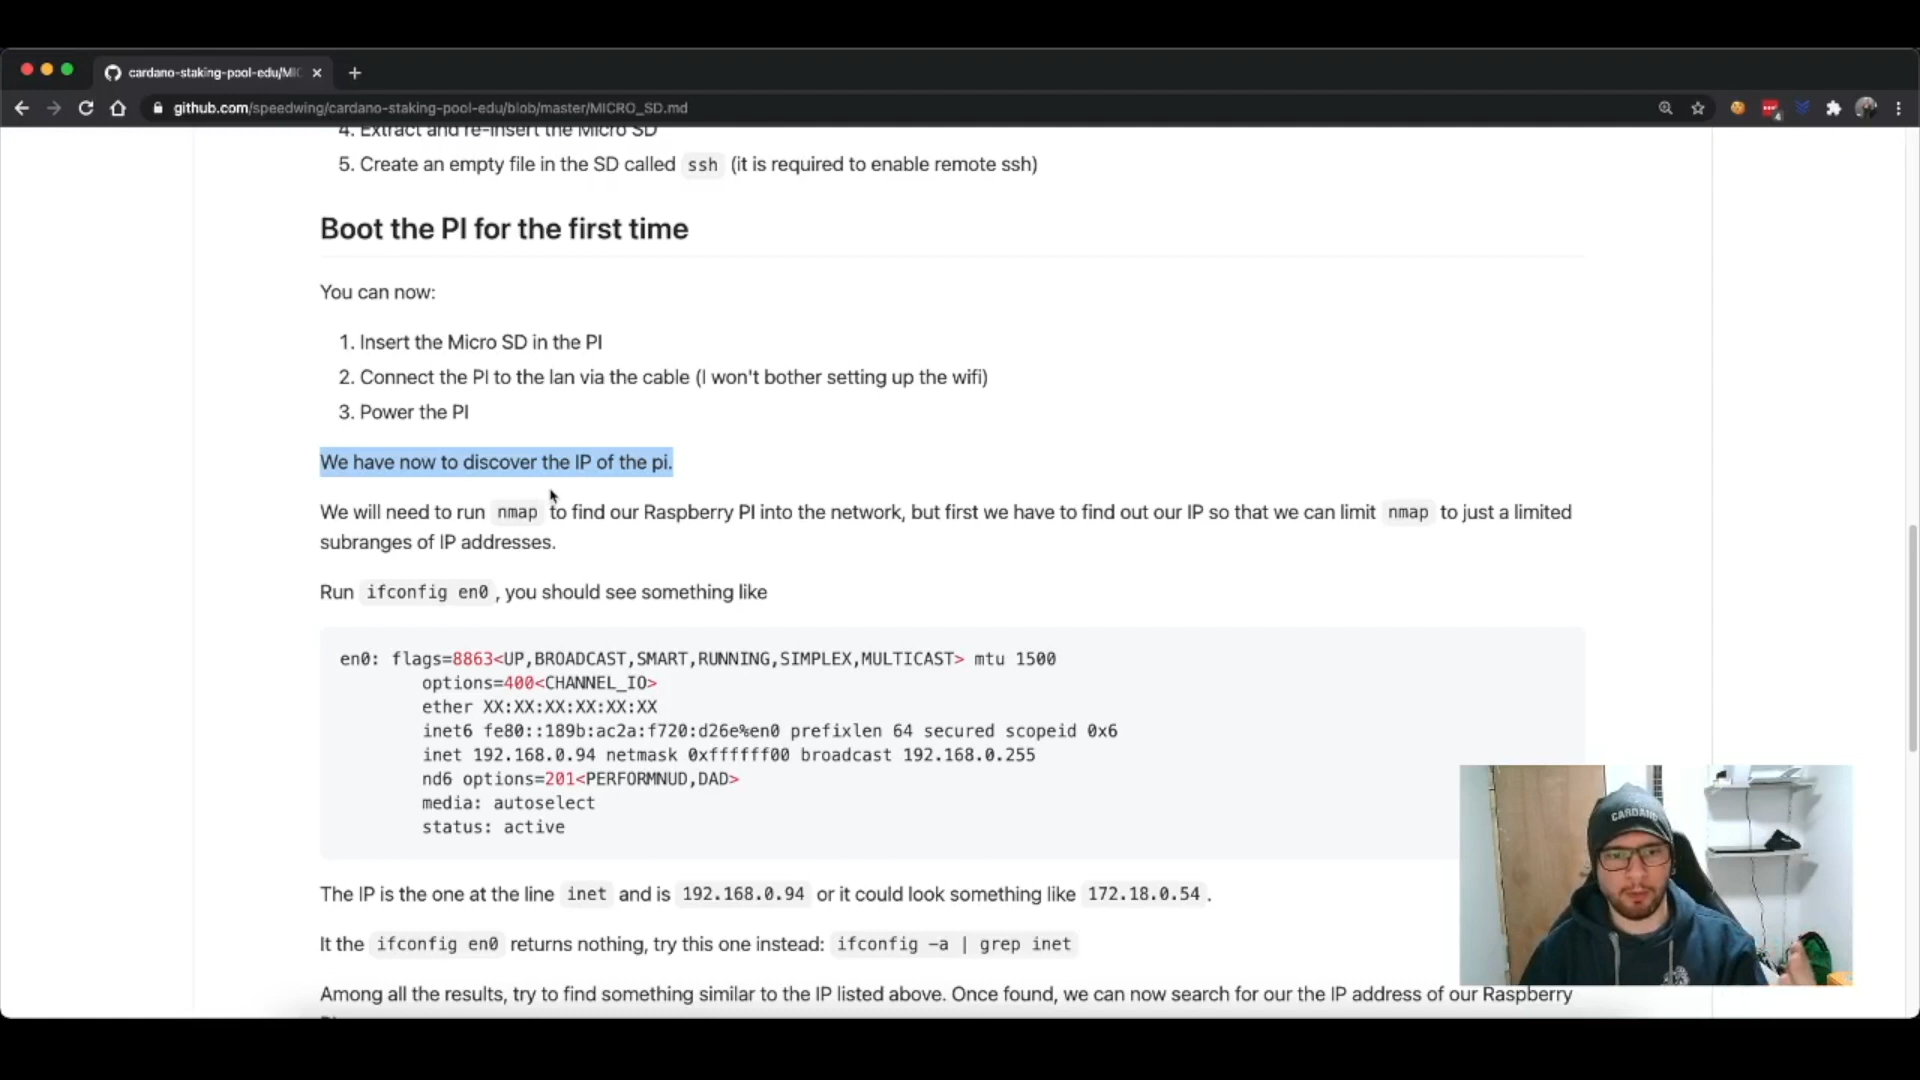 cardano-staking-pool-edu/MIC
github.com/speedwing/cardano-staking-pool-edu/blob/master/MICRO_SD.md
4. Extract and re-insert the Micro SD
5. Create an empty file in the SD called ssh (it is required to enable remote ssh)
Boot the PI for the first time
You can now:
1. Insert the Micro SD in the PI
2. Connect the PI to the lan via the cable (I won't bother setting up the wifi)
3. Power the PI
We have now to discover the IP of the pi.
We will need to run nmap to find our Raspberry PI into the network, but first we have to find out our IP so that we can limit nmap to just a limited
subranges of IP addresses.
Run ifconfig en0 , you should see something like
en0: flags=8863<UP,BROADCAST,SMART,RUNNING,SIMPLEX,MULTICAST> mtu 1500
options=400<CHANNEL_IO>
ether XX:XX:XX:XX:XX:XX
inet6 fe80::189b:ac2a:f720:d26e%en0 prefixlen 64 secured scopeid 0x6
inet 192.168.0.94 netmask 0xffffff00 broadcast 192.168.0.255
nd6 options=201<PERFORMNUD,DAD>
media: autoselect
status: active
CARDANO
The IP is the one at the line inet and is 192.168.0.94 or it could look something like 172.18.0.54 .
It the ifconfig en0 returns nothing, try this one instead: ifconfig -a | grep inet
Among all the results, try to find something similar to the IP listed above. Once found, we can now search for our the IP address of our Raspberry